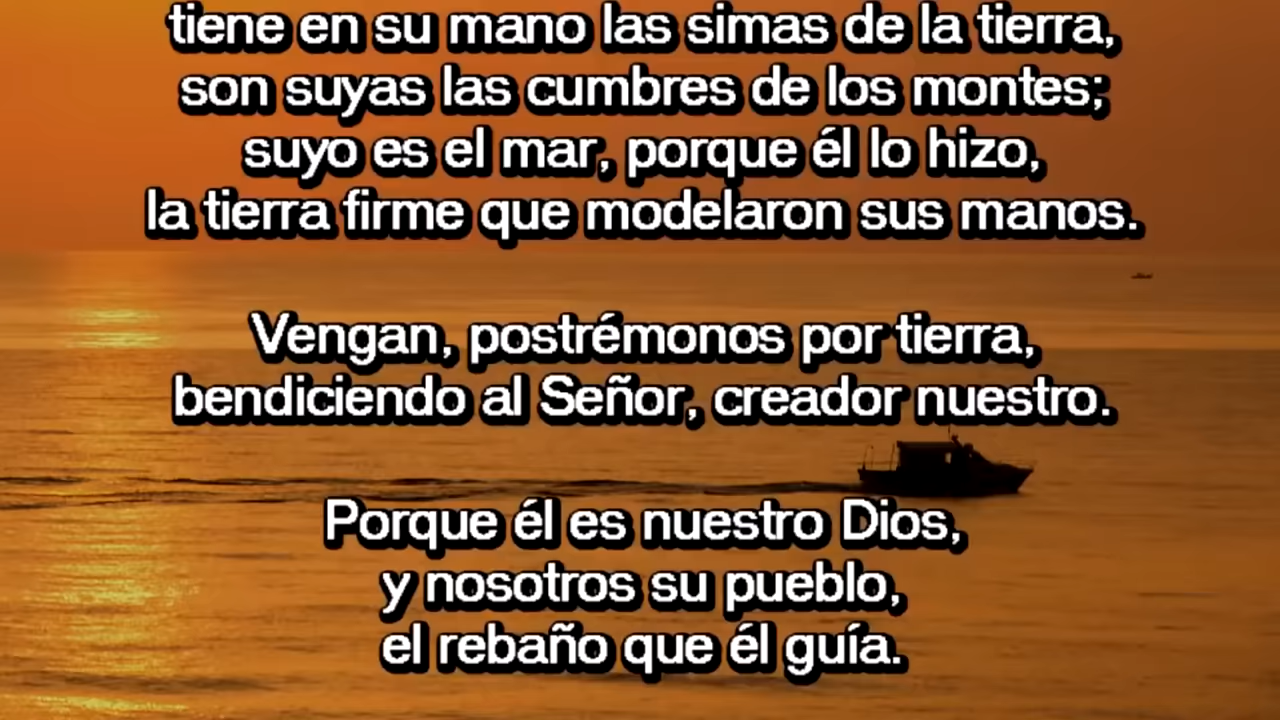 tiene en su mano las simas de la tierra,
son suyas las cumbres de los montes;
suyo es el mar, porque él lo hizo,
la tierra firme que modelaron sus manos.
Vengan, postrémonos por tierra,
bendiciendo al Señor, creador nuestro.
Porque él es nuestro Dios,
y nosotros su pueblo,
el rebaño que él guía.